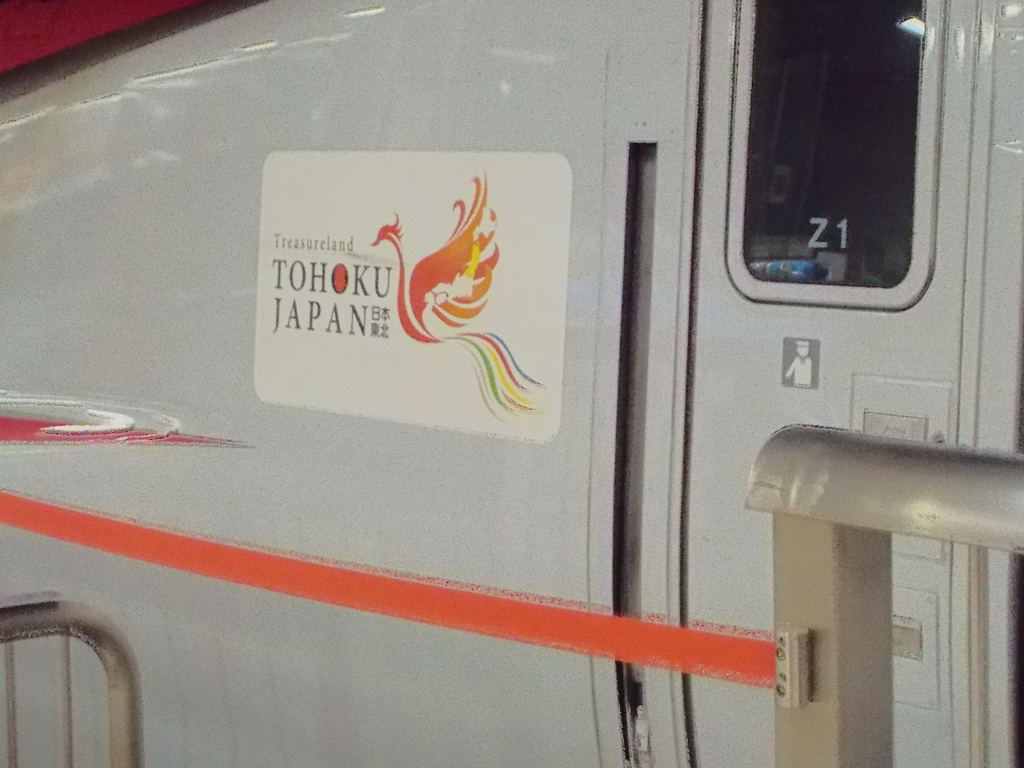 Treasureland
TOHOKU
JAPAN 日本
東北
Z1